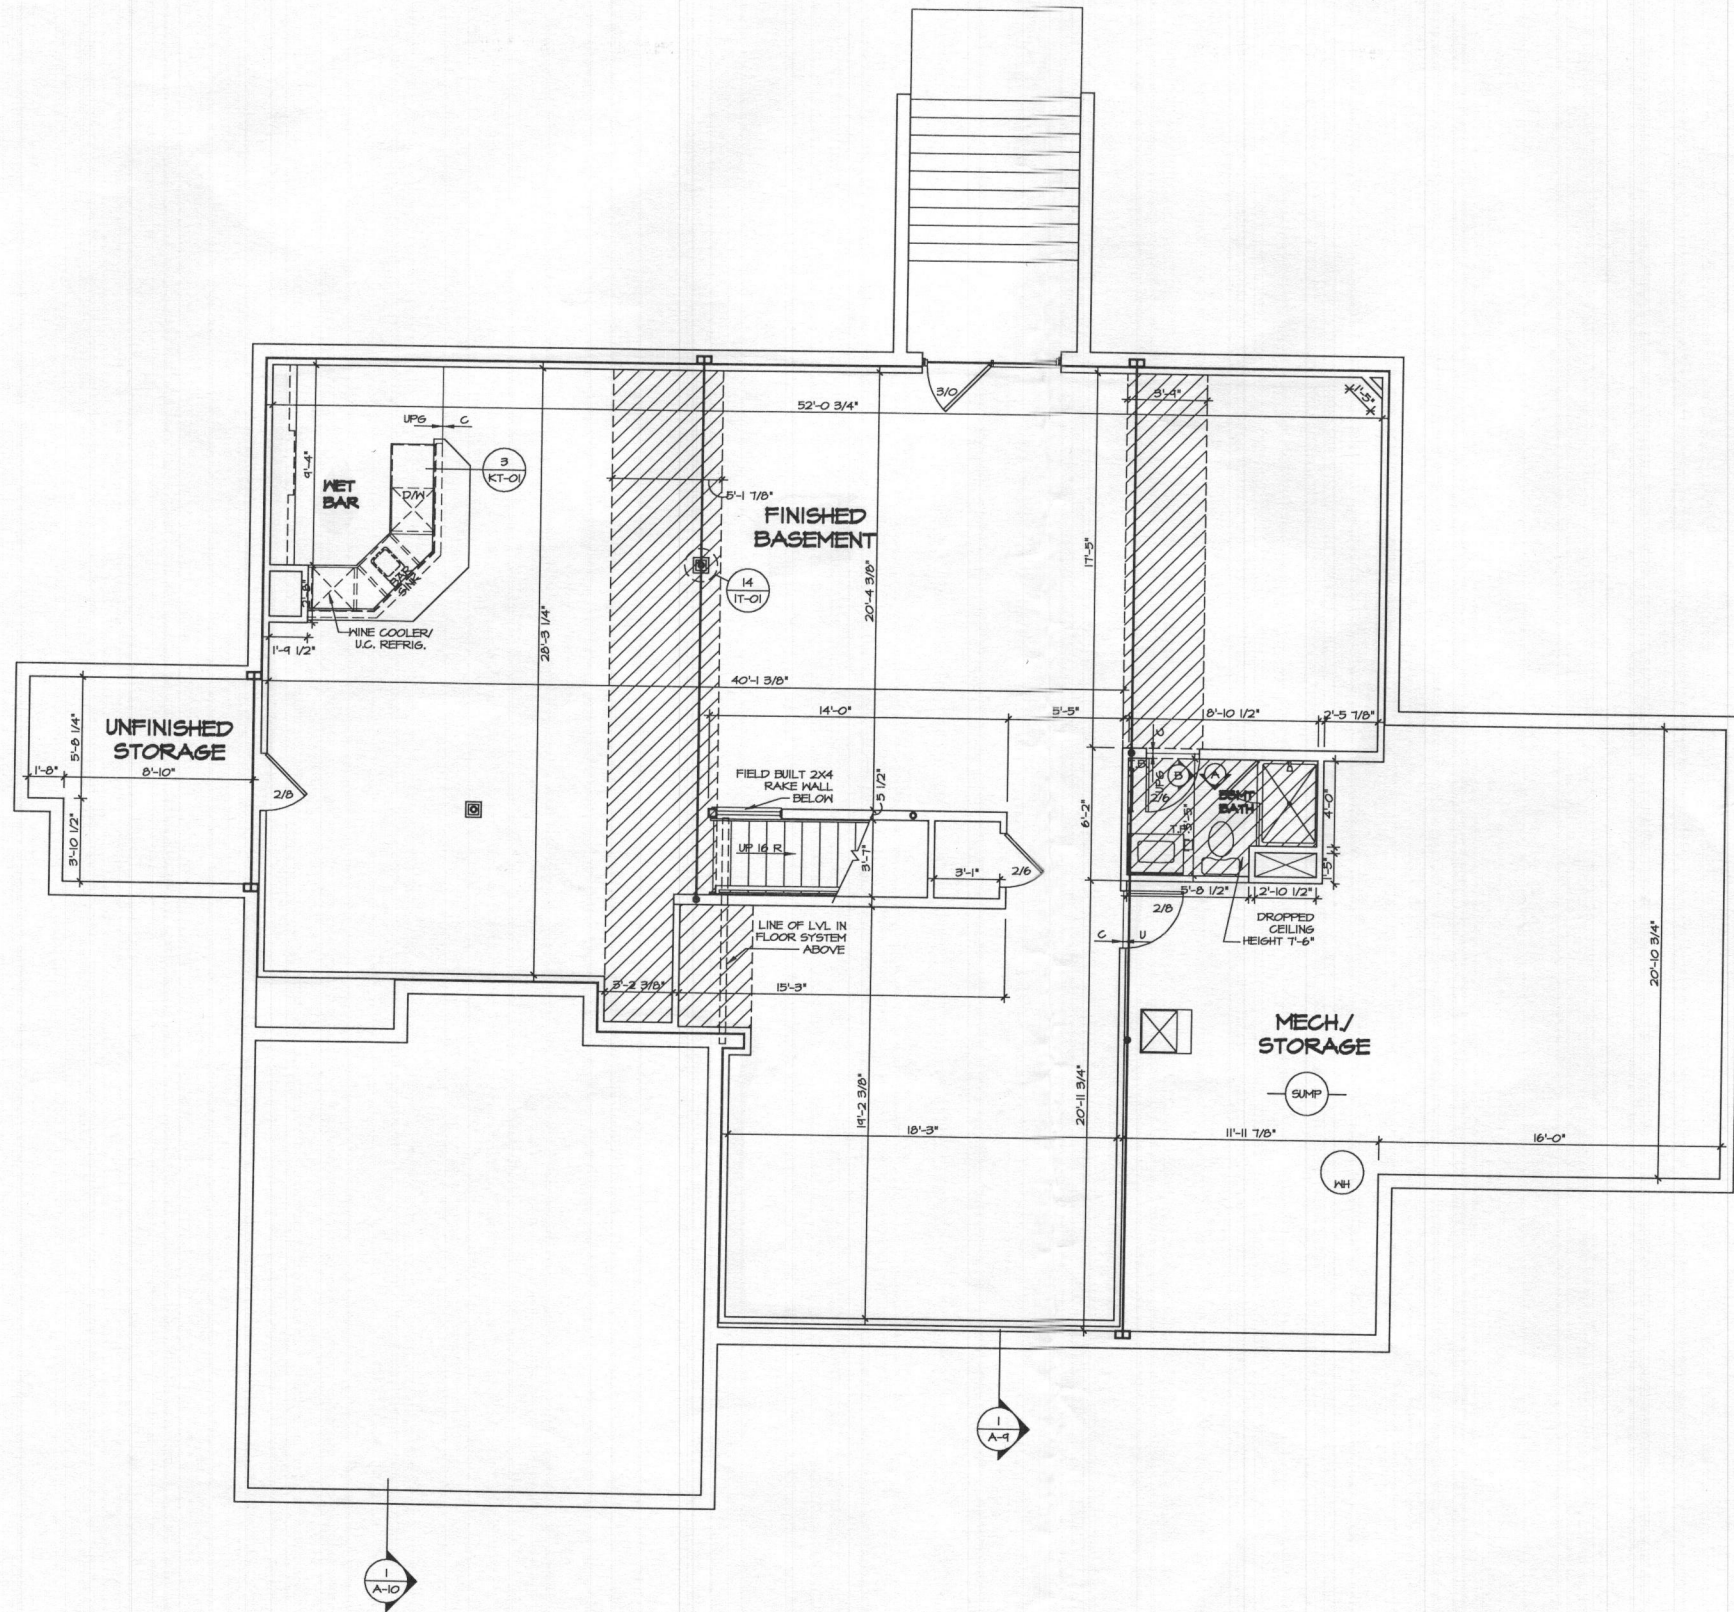 3/0
52'-0 3/4"
3'-9"
1'-5"
UPG
C
3
KT-01
9'-4"
WET
BAR
D/W
5'-1 7/8"
FINISHED
BASEMENT
17'-5"
14
IT-01
BAR
SINK
20'-4 3/8"
28'-3 1/4"
WINE COOLER/
U.C. REFRIG.
1'-9 1/2"
40'-1 3/8"
14'-0"
5'-5"
8'-10 1/2"
2'-5 7/8"
UNFINISHED
STORAGE
5'-8 1/4"
1'-8"
8'-10"
2/8
3'-10 1/2"
FIELD BUILT 2X4
RAKE WALL
BELOW
5 1/2"
6'-2"
C
UPG
B
A
2/6
BSMT
BATH
4'-0"
UP 16 R
3'-7"
3'-1"
2/6
1'-5"
5'-8 1/2"
2'-10 1/2"
2/8
C
U
DROPPED
CEILING
HEIGHT 7'-6"
LINE OF LVL IN
FLOOR SYSTEM
ABOVE
3'-2 3/8"
15'-3"
20'-10 3/4"
MECH./
STORAGE
SUMP
19'-2 3/8"
20'-11 3/4"
18'-3"
11'-11 7/8"
16'-0"
WH
1
A-9
1
A-10